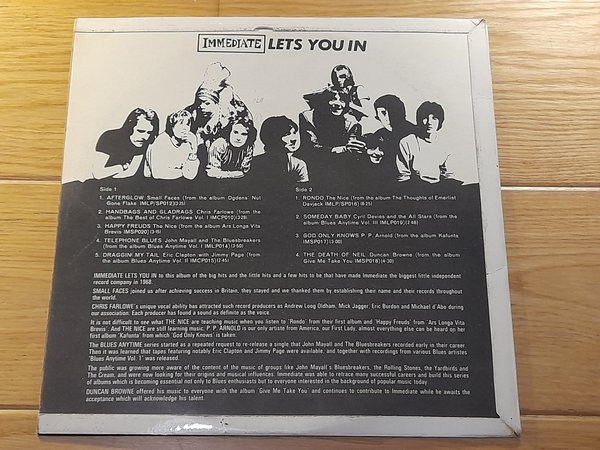 IMMEDIATE LETS YOU IN
Side 1
1. AFTERGLOW Small Faces (from the album Ogdens' Nut
Gone Flake IMLP/SP012)(3:25)
2. HANDBAGS AND GLADRAGS Chris Farlowe (from the
album The Best of Chris Farlowe Vol. I IMCP010)(3:29)
3. HAPPY FREUDS The Nice (from the album Ars Longa Vita
Brevis IMSP020)(3:15)
4. TELEPHONE BLUES John Mayall and The Bluesbreakers
(from the album Blues Anytime Vol. I IMLP014)(3:50)
5. DRAGGIN MY TAIL Eric Clapton with Jimmy Page (from
the album Blues Anytime Vol. II IMCP015)(2:45)
Side 2
1. RONDO The Nice (from the album The Thoughts of Emerlist
Davjack IMLP/SP016)(8:25)
2. SOMEDAY BABY Cyril Davies and the All Stars (from the
album Blues Anytime Vol. III IMLP019)(2:46)
3. GOD ONLY KNOWS P. P. Arnold (from the album Kafunta
IMSP017)(3:00)
4. THE DEATH OF NEIL Duncan Browne (from the album
Give Me Take You IMSP018)(4:30)
IMMEDIATE LETS YOU IN to this album of the big hits and the little hits and a few hits to be that have made Immediate the biggest little independent
record company in 1968.
SMALL FACES joined us after achieving success in Britain, they stayed and we thanked them by establishing their name and their records throughout
the world.
CHRIS FARLOWE'S unique vocal ability has attracted such record producers as Andrew Loog Oldham, Mick Jagger, Eric Burdon and Michael d'Abo during
our association. Each producer has found a sound as definite as the voice.
It is not difficult to see what THE NICE are teaching music when you listen to 'Rondo' from their first album and 'Happy Freuds' from 'Ars Longa Vita
Brevis'. And THE NICE are still learning music. P. P. ARNOLD is our only artiste from America, our First Lady, almost everything else can be heard on her
first album 'Kafunta' from which 'God Only Knows' is taken.
The BLUES ANYTIME series started as a repeated request to re-release a single that John Mayall and The Bluesbreakers recorded early in their career.
Then it was learned that tapes featuring notably Eric Clapton and Jimmy Page were available, and together with recordings from various Blues artistes
'Blues Anytime Vol. 1' was released.
The public was growing more aware of the content of the music of groups like John Mayall's Bluesbreakers, the Rolling Stones, the Yardbirds and
The Cream, and were now looking for their origins and musical influences. Immediate was able to retrace many successful careers and build this series
of albums which is becoming essential not only to Blues enthusiasts but to everyone interested in the background of popular music today.
DUNCAN BROWNE offered his music to everyone with the album 'Give Me Take You' and continues to contribute to Immediate while he awaits the
acceptance which will acknowledge his talent.